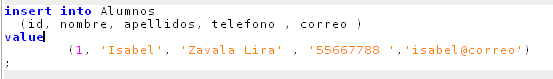 insert into Alumnos
(id, nombre, apellidos, telefono , correo )
value
(1, 'Isabel', 'Zavala Lira' , '55667788 ','isabel@correo')
;